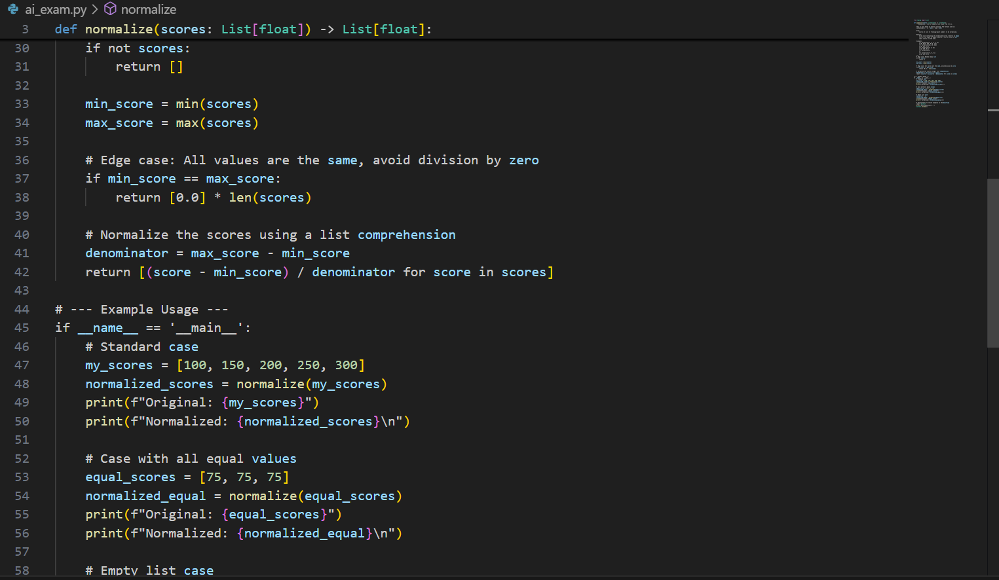 ai_exam.py > normalize
3 def normalize(scores: List[float]) -> List[float]:
30 if not scores:
31 return []
32
33 min_score = min(scores)
34 max_score = max(scores)
35
36 # Edge case: All values are the same, avoid division by zero
37 if min_score == max_score:
38 return [0.0] * len(scores)
39
40 # Normalize the scores using a list comprehension
41 denominator = max_score - min_score
42 return [(score - min_score) / denominator for score in scores]
43
44 # --- Example Usage ---
45 if __name__ == '__main__':
46 # Standard case
47 my_scores = [100, 150, 200, 250, 300]
48 normalized_scores = normalize(my_scores)
49 print(f"Original: {my_scores}")
50 print(f"Normalized: {normalized_scores}\n")
51
52 # Case with all equal values
53 equal_scores = [75, 75, 75]
54 normalized_equal = normalize(equal_scores)
55 print(f"Original: {equal_scores}")
56 print(f"Normalized: {normalized_equal}\n")
57
58 # Empty list case